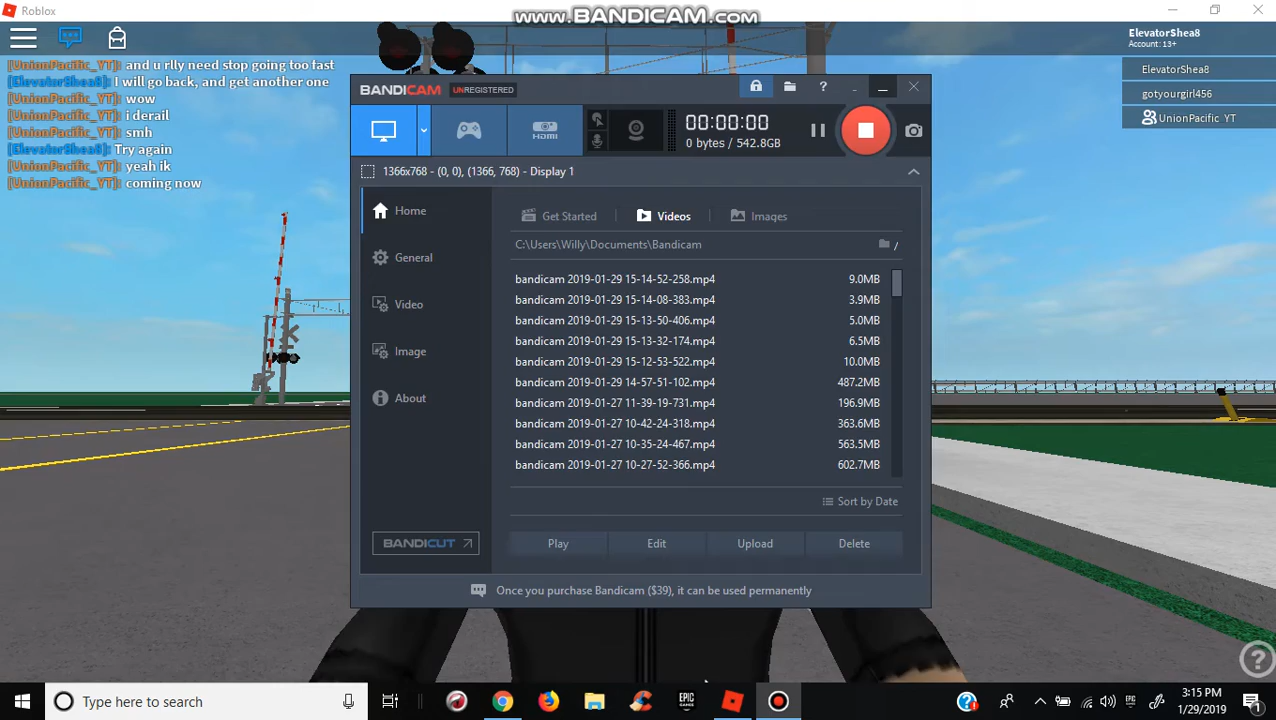 Roblox
www.BANDICAM.com
ElevatorShea8
Account: 13+
ElevatorShea8
gotyourgirl456
UnionPacific_YT
[UnionPacific_YT]: and u rlly need stop going too fast
[ElevatorShea8]: I will go back, and get another one
[UnionPacific_YT]: wow
[UnionPacific_YT]: i derail
[UnionPacific_YT]: smh
[ElevatorShea8]: Try again
[UnionPacific_YT]: yeah ik
[UnionPacific_YT]: coming now
BANDICAM UNREGISTERED
HDMI
00:00:00
0 bytes / 542.8GB
1366x768 - (0, 0), (1366, 768) - Display 1
Home
General
Video
Image
About
BANDICUT
Get Started
Videos
Images
C:\Users\Willy\Documents\Bandicam
/
bandicam 2019-01-29 15-14-52-258.mp4 9.0MB
bandicam 2019-01-29 15-14-08-383.mp4 3.9MB
bandicam 2019-01-29 15-13-50-406.mp4 5.0MB
bandicam 2019-01-29 15-13-32-174.mp4 6.5MB
bandicam 2019-01-29 15-12-53-522.mp4 10.0MB
bandicam 2019-01-29 14-57-51-102.mp4 487.2MB
bandicam 2019-01-27 11-39-19-731.mp4 196.9MB
bandicam 2019-01-27 10-42-24-318.mp4 363.6MB
bandicam 2019-01-27 10-35-24-467.mp4 563.5MB
bandicam 2019-01-27 10-27-52-366.mp4 602.7MB
Sort by Date
Play Edit Upload Delete
Once you purchase Bandicam ($39), it can be used permanently
Type here to search
EPIC GAMES
3:15 PM
1/29/2019